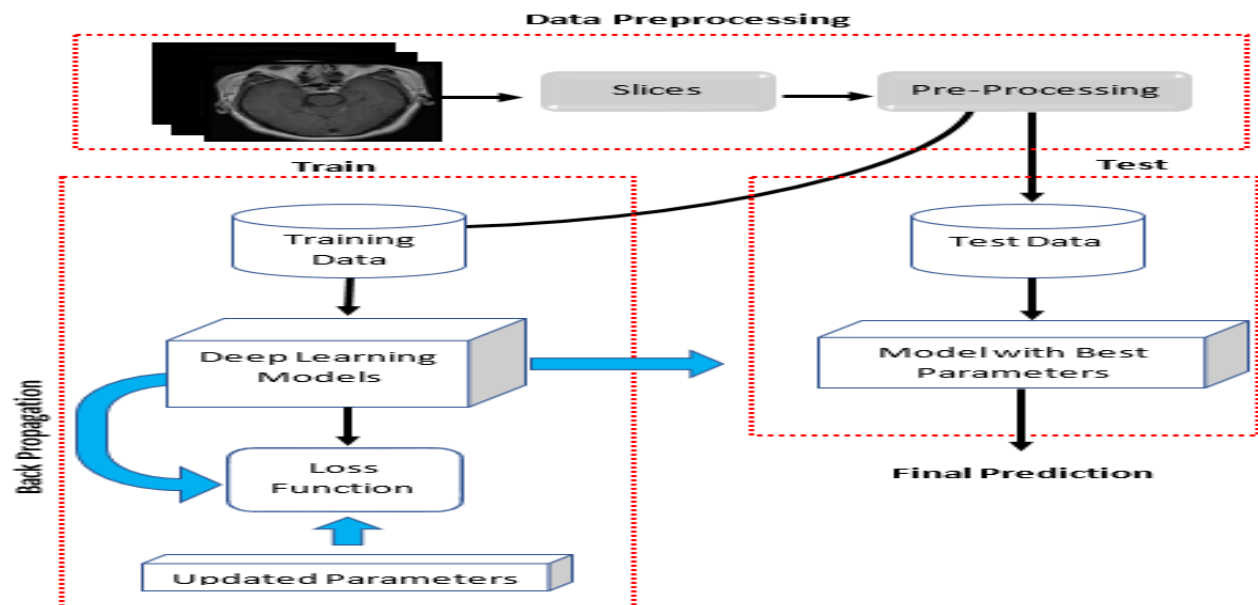 Data Preprocessing
Slices
Pre-Processing
Train
Test
Training
Data
Test Data
Deep Learning
Models
Model with Best
Parameters
Back Propagation
Loss
Function
Final Prediction
Updated Parameters